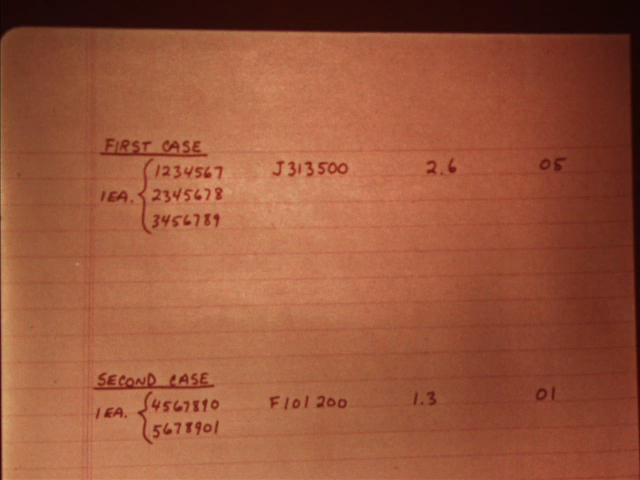 FIRST CASE
1234567 J313500 2.6 05
1EA. 2345678
3456789
SECOND CASE
1EA. 4567890 F101200 1.3 01
5678901